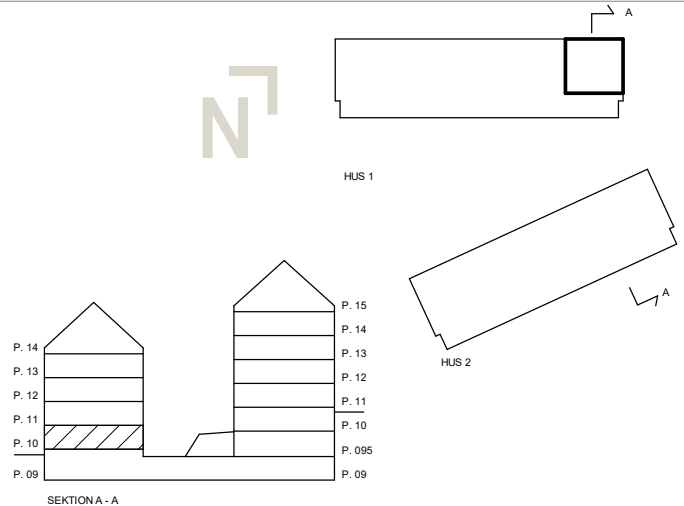 A
N
HUS 1
A
HUS 2
P. 15
P. 14
P. 13
P. 12
P. 11
P. 10
P. 095
P. 09
P. 14
P. 13
P. 12
P. 11
P. 10
P. 09
SEKTION A - A